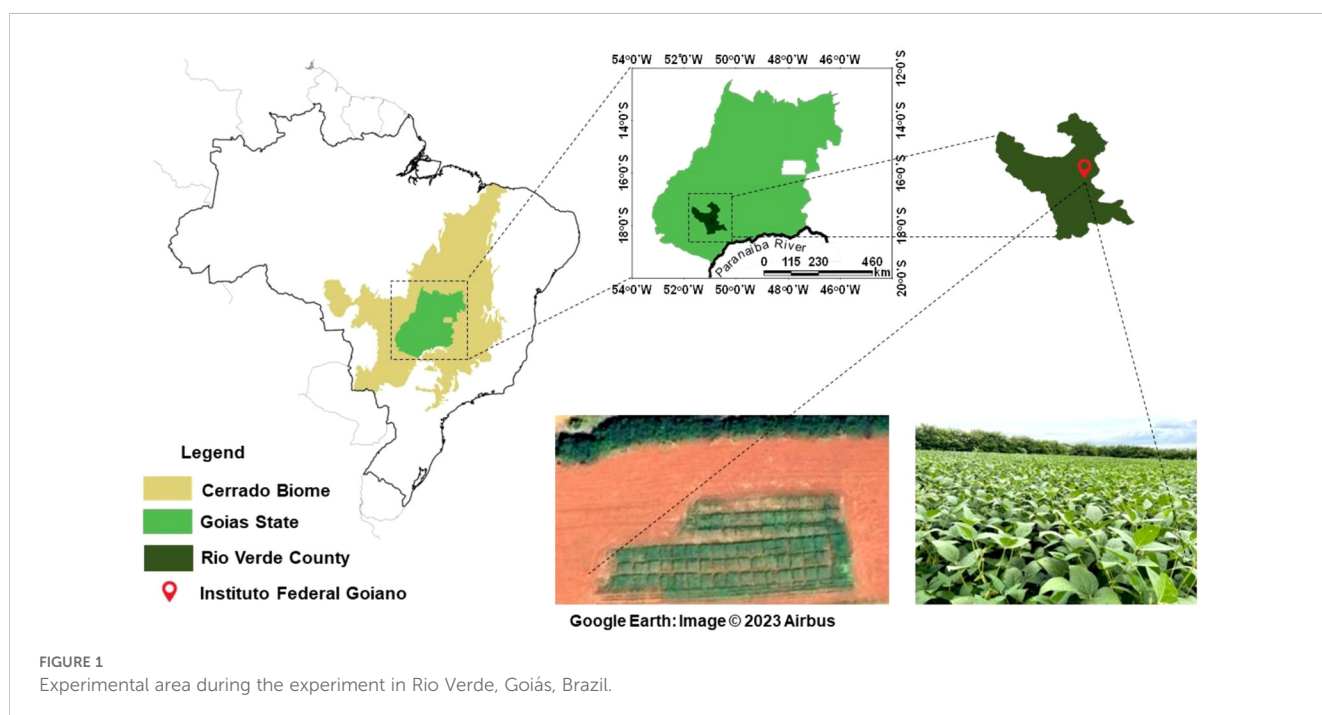 54°0'W 52°0'W 50°0'W 48°0'W 46°0'W
12°0'S
14°0'S
14°0'S
16°0'S
16°0'S
18°0'S
18°0'S
20°0'S
Paranaiba River
0 115 230 460
km
54°0'W 52°0'W 50°0'W 48°0'W 46°0'W
Legend
Cerrado Biome
Goias State
Rio Verde County
Instituto Federal Goiano
Google Earth: Image © 2023 Airbus
FIGURE 1
Experimental area during the experiment in Rio Verde, Goiás, Brazil.